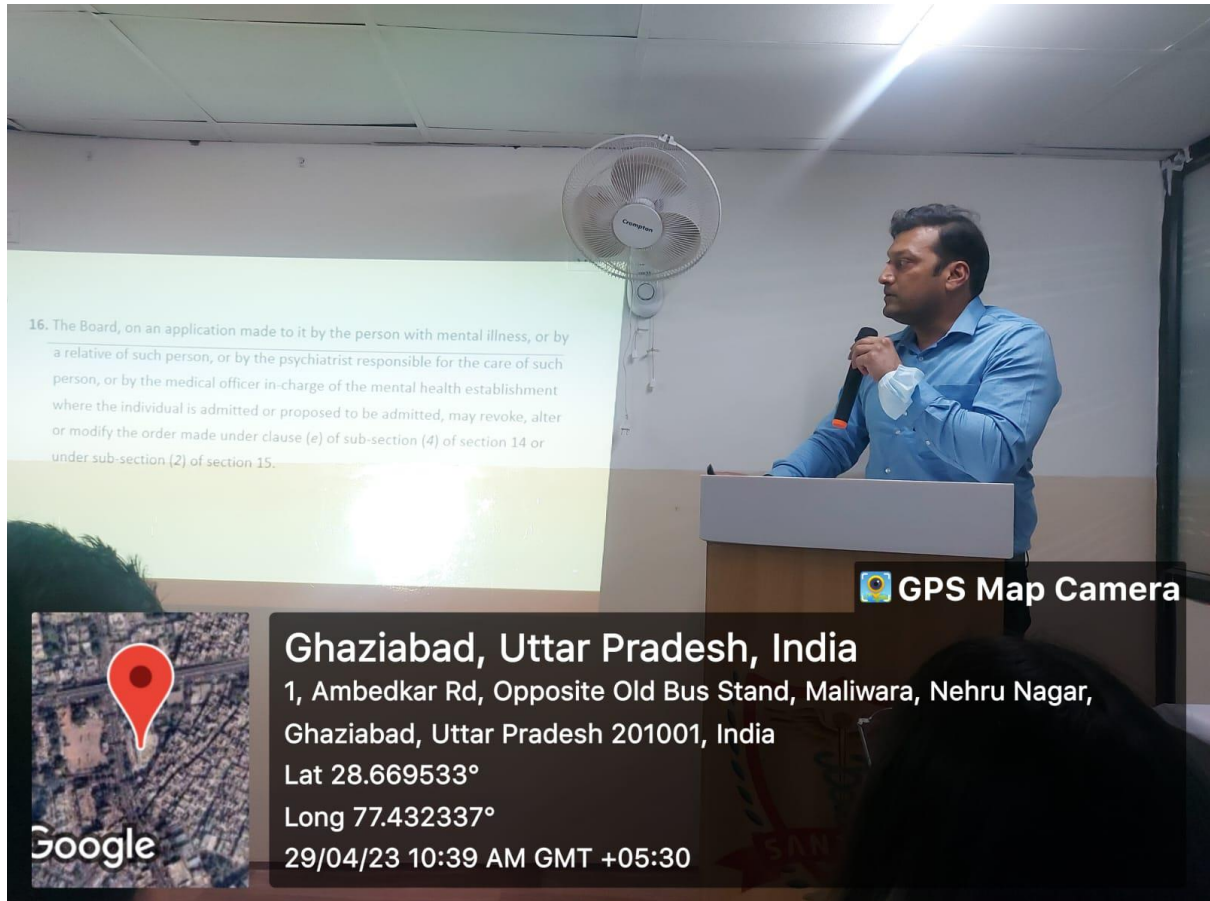 Crompton
16. The Board, on an application made to it by the person with mental illness, or by
a relative of such person, or by the psychiatrist responsible for the care of such
person, or by the medical officer in-charge of the mental health establishment
where the individual is admitted or proposed to be admitted, may revoke, alter
or modify the order made under clause (e) of sub-section (4) of section 14 or
under sub-section (2) of section 15.
GPS Map Camera
Ghaziabad, Uttar Pradesh, India
1, Ambedkar Rd, Opposite Old Bus Stand, Maliwara, Nehru Nagar,
Ghaziabad, Uttar Pradesh 201001, India
Lat 28.669533°
Long 77.432337°
29/04/23 10:39 AM GMT +05:30
Google
SAN